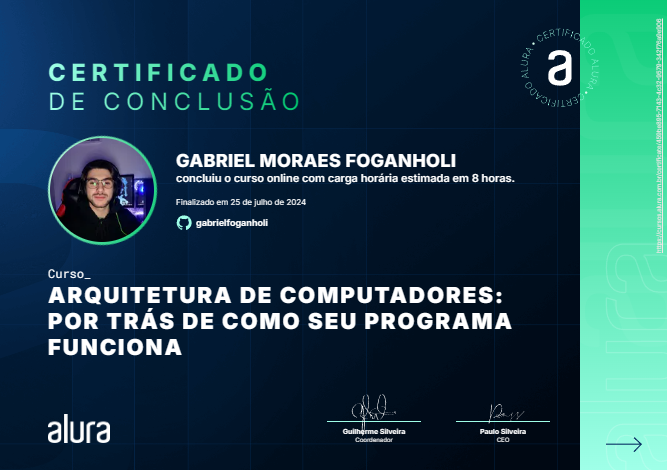 CERTIFICADO
DE CONCLUSÃO
CERTIFICADO ALURA • CERTIFICADO ALURA •
a
GABRIEL MORAES FOGANHOLI
concluiu o curso online com carga horária estimada em 8 horas.
Finalizado em 25 de julho de 2024
gabrielfoganholi
Curso_
ARQUITETURA DE COMPUTADORES:
POR TRÁS DE COMO SEU PROGRAMA
FUNCIONA
alura
Guilherme Silveira
Coordenador
Paulo Silveira
CEO
alura